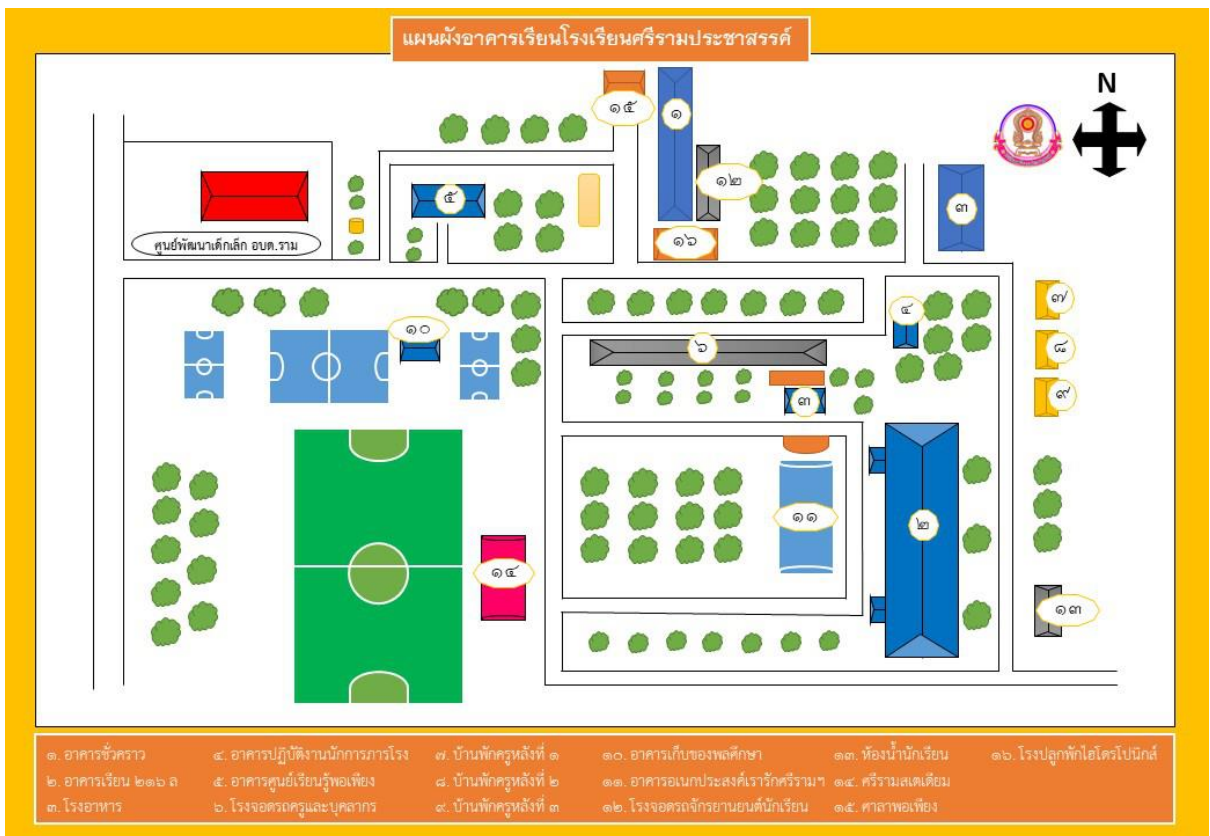 แผนผังอาคารเรียนโรงเรียนศรีรามประชาสรรค์
N
๑๕
๑
๑๒
๕
๓
ศูนย์พัฒนาเด็กเล็ก อบต.ราม
๑๖
๗
๔
๑๐
๖
๘
๓
๙
๑๑
๒
๑๔
๑๓
๑. อาคารชั่วคราว ๔. อาคารปฏิบัติงานนักการภารโรง ๗. บ้านพักครูหลังที่ ๑ ๑๐. อาคารเก็บของพลศึกษา ๑๓. ห้องน้ำนักเรียน ๑๖. โรงปลูกผักไฮโดรโปนิกส์
๒. อาคารเรียน ๒๑๖ ล ๕. อาคารศูนย์เรียนรู้พอเพียง ๘. บ้านพักครูหลังที่ ๒ ๑๑. อาคารอเนกประสงค์เรารักศรีรามฯ ๑๔. ศรีรามสเตเดียม
๓. โรงอาหาร ๖. โรงจอดรถครูและบุคลากร ๙. บ้านพักครูหลังที่ ๓ ๑๒. โรงจอดรถจักรยานยนต์นักเรียน ๑๕. ศาลาพอเพียง